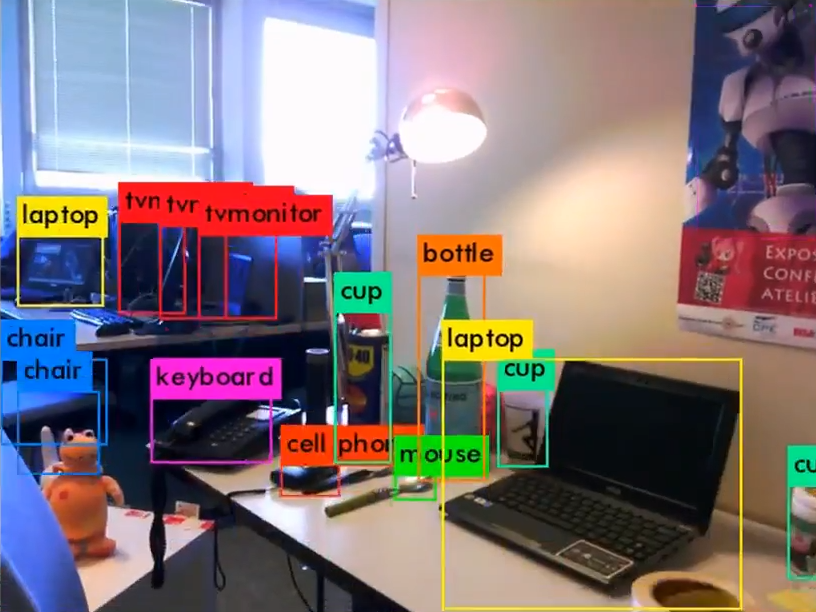 laptop
tvn
tvr
tvmonitor
bottle
cup
laptop
chair
chair
keyboard
cup
cell phon
mouse
cu
D-40
EXPOS
CONF
ATELIE